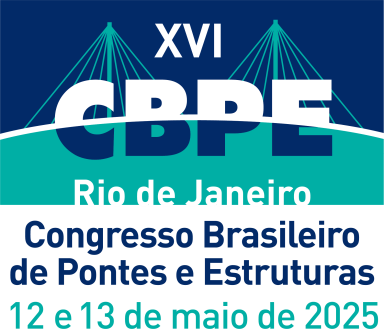 XVI
CBPE
Rio de Janeiro
Congresso Brasileiro
de Pontes e Estruturas
12 e 13 de maio de 2025